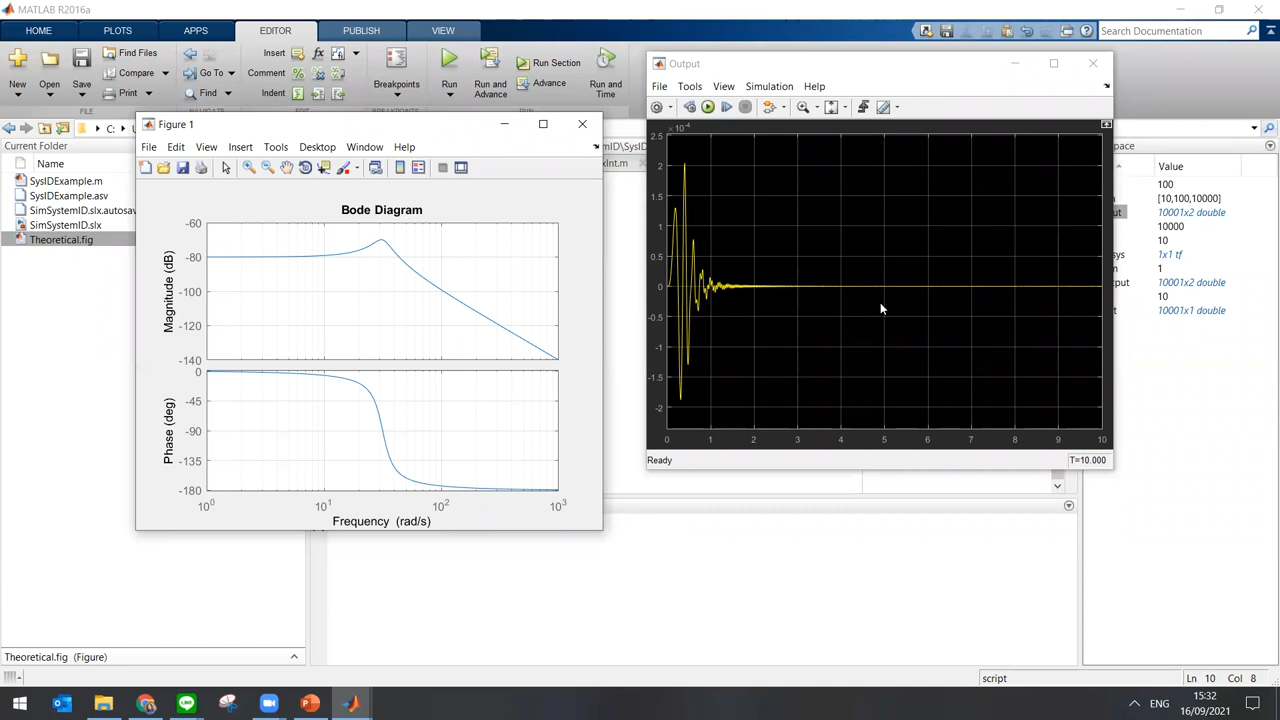 MATLAB R2016a
HOME PLOTS APPS EDITOR PUBLISH VIEW
Search Documentation
New Open Save
Find Files
Compare
Print
Go To
Find
Insert
Comment
Indent
Breakpoints
Run
Run and Advance
Run Section
Advance
Run and Time
FILE NAVIGATE EDIT BREAKPOINTS RUN
C:
Current Folder
Name
SysIDExample.m
SysIDExample.asv
SimSystemID.slx.autosav
SimSystemID.slx
Theoretical.fig
Theoretical.fig (Figure)
Figure 1
File Edit View Insert Tools Desktop Window Help
Bode Diagram
Magnitude (dB)
-60
-80
-100
-120
-140
Phase (deg)
0
-45
-90
-135
-180
10^0 10^1 10^2 10^3
Frequency (rad/s)
Output
File Tools View Simulation Help
×10^-4
2.5
2
1.5
1
0.5
0
-0.5
-1
-1.5
-2
0 1 2 3 4 5 6 7 8 9 10
Ready T=10.000
Value
100
[10,100,10000]
10001x2 double
10000
10
1x1 tf
1
10001x2 double
10
10001x1 double
script Ln 10 Col 8
ENG
15:32
16/09/2021